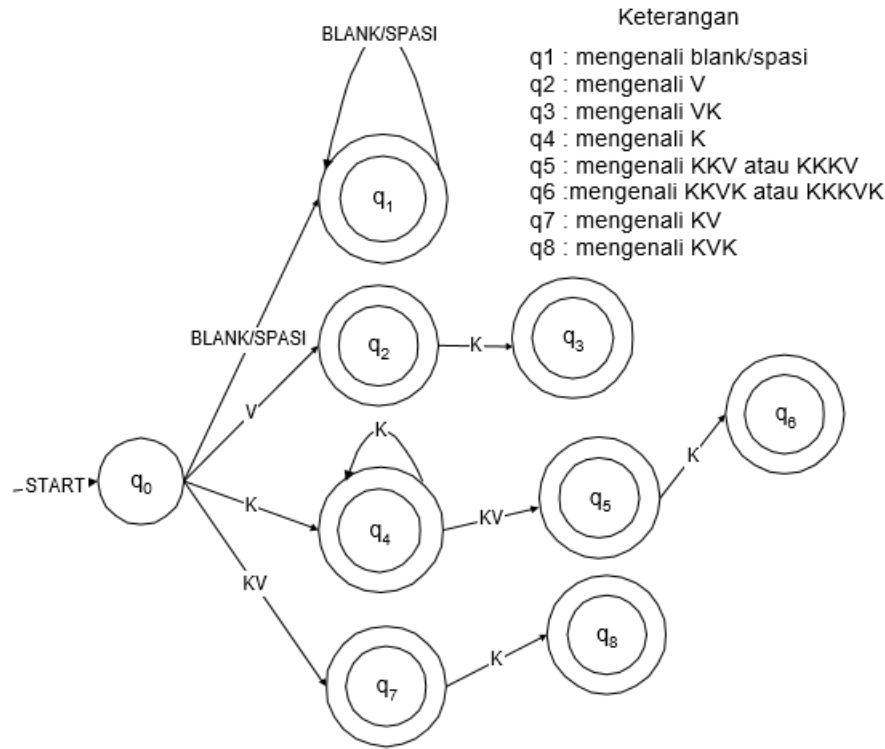 Keterangan
q1 : mengenali blank/spasi
q2 : mengenali V
q3 : mengenali VK
q4 : mengenali K
q5 : mengenali KKV atau KKKV
q6 :mengenali KKVK atau KKKVK
q7 : mengenali KV
q8 : mengenali KVK
BLANK/SPASI
q1
BLANK/SPASI
q2
K
q3
V
K
q6
START
q0
K
q4
KV
q5
K
KV
q7
K
q8